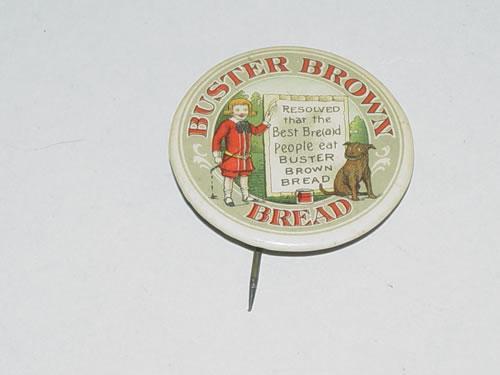 BUSTER BROWN
RESOLVED
that the
Best Bre(a)d
People eat
BUSTER
BROWN
BREAD
BREAD